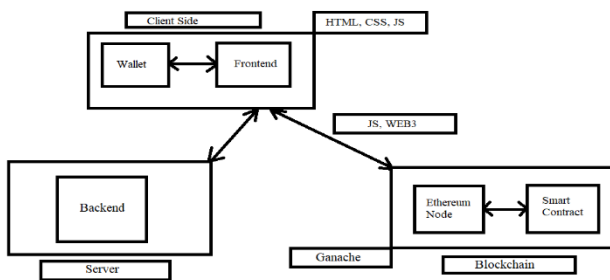 Client Side
HTML, CSS, JS
Wallet
Frontend
JS, WEB3
Backend
Ethereum
Node
Smart
Contract
Server
Ganache
Blockchain